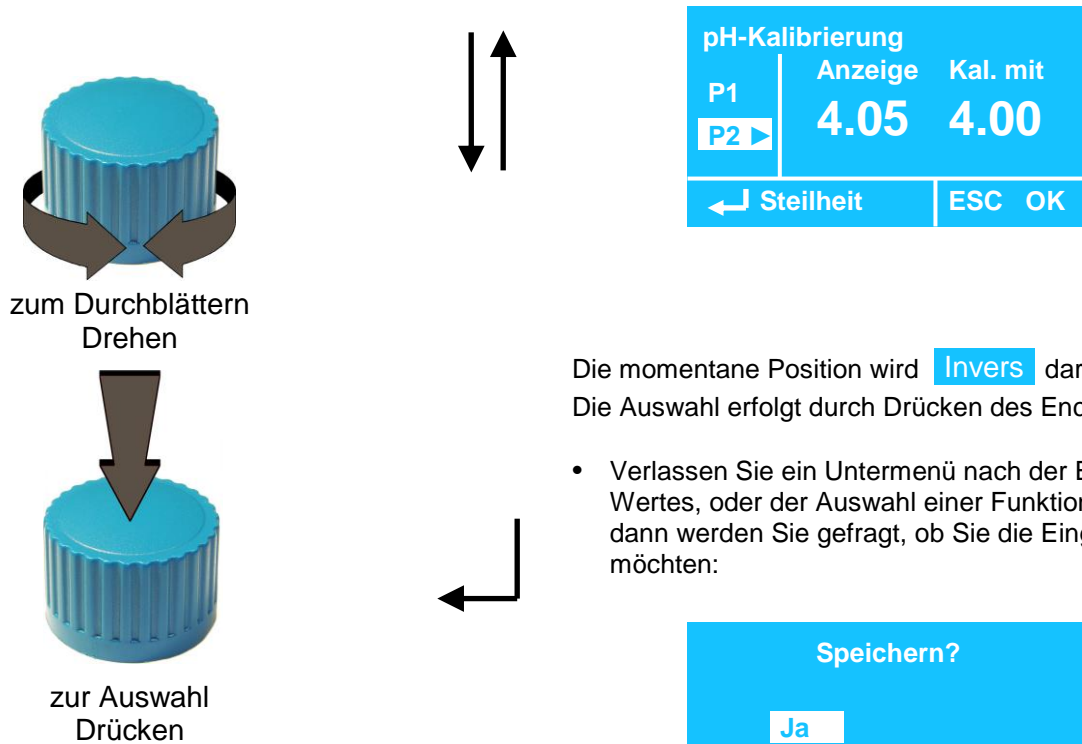 zum Durchblättern
Drehen
zur Auswahl
Drücken
pH-Kalibrierung
Anzeige Kal. mit
P1
4.05 4.00
P2
Steilheit ESC OK
Die momentane Position wird Invers
Die Auswahl erfolgt durch Drücken des
• Verlassen Sie ein Untermenü nach der
Wertes, oder der Auswahl einer
dann werden Sie gefragt, ob Sie die
möchten:
Speichern?
Ja